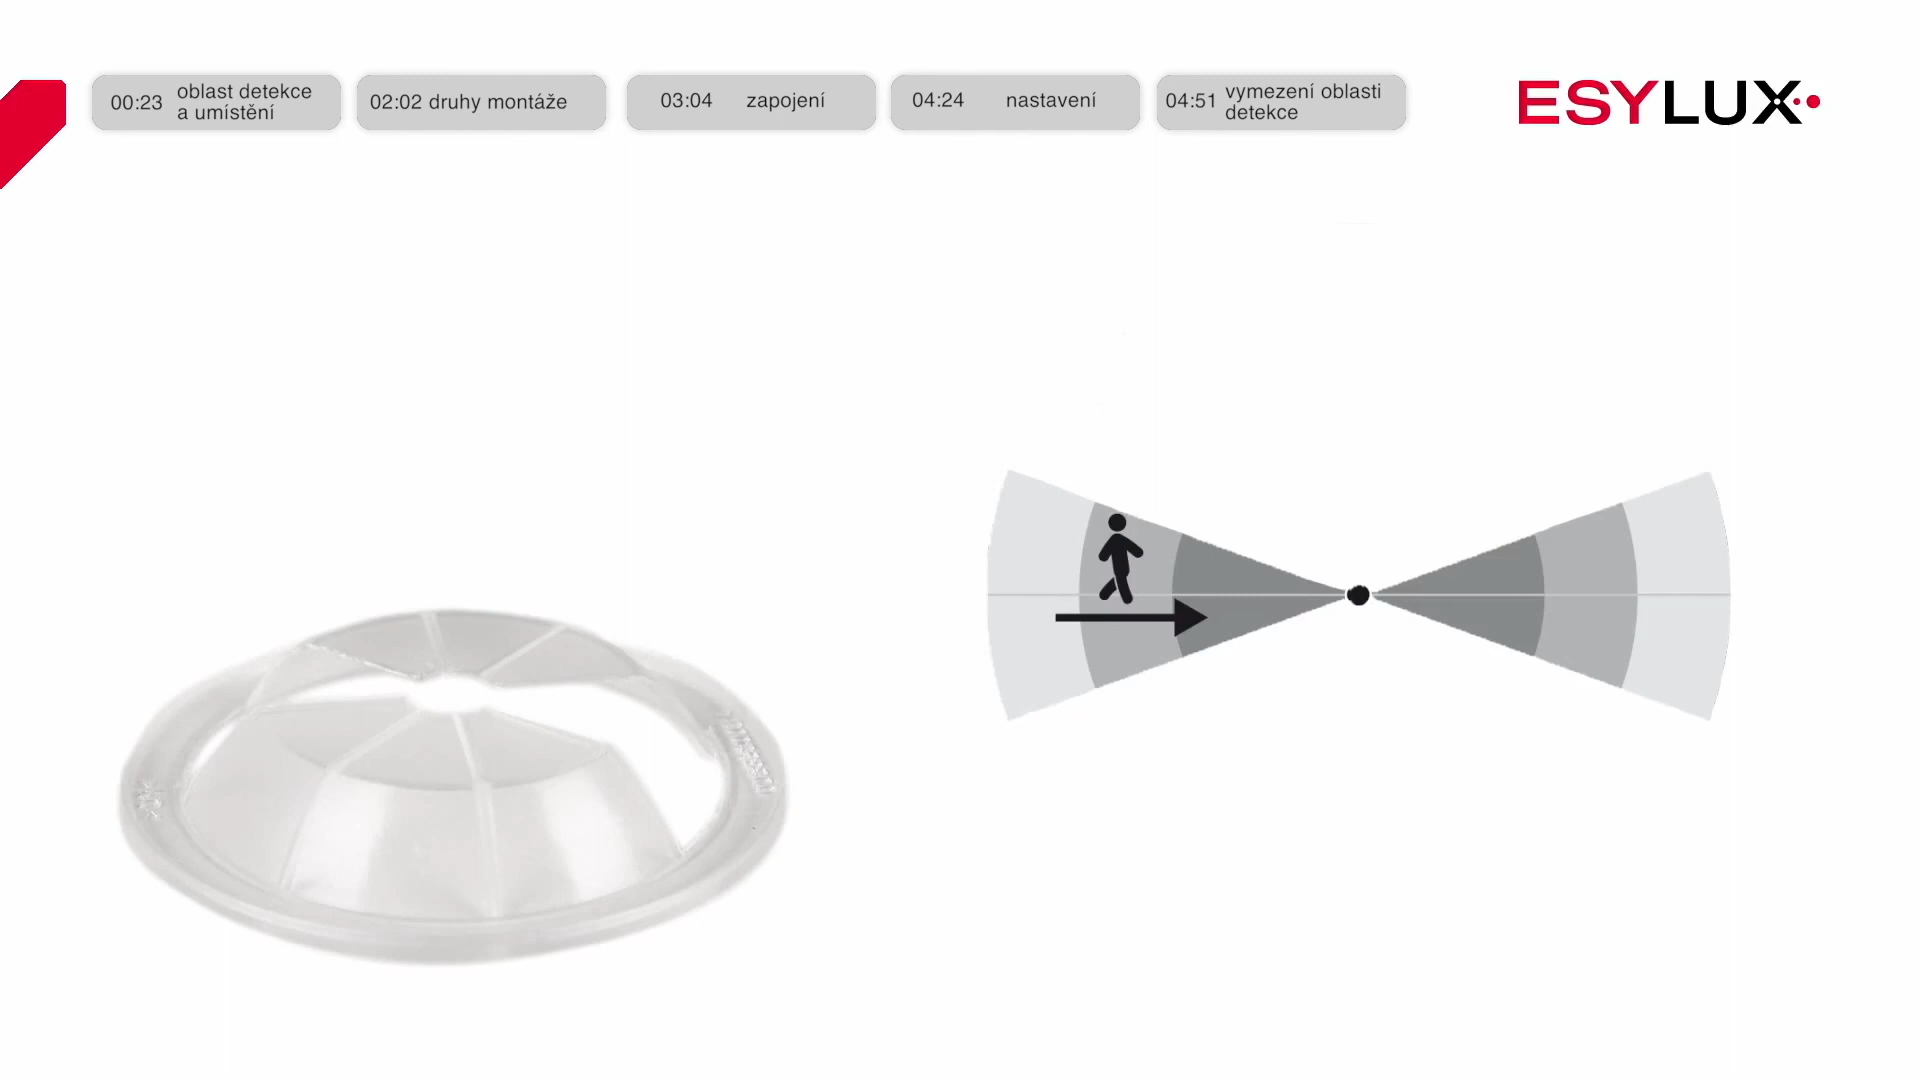 00:23 oblast detekce
a umístění
02:02 druhy montáže
03:04 zapojení
04:24 nastavení
04:51 vymezení oblasti
detekce
ESYLUX